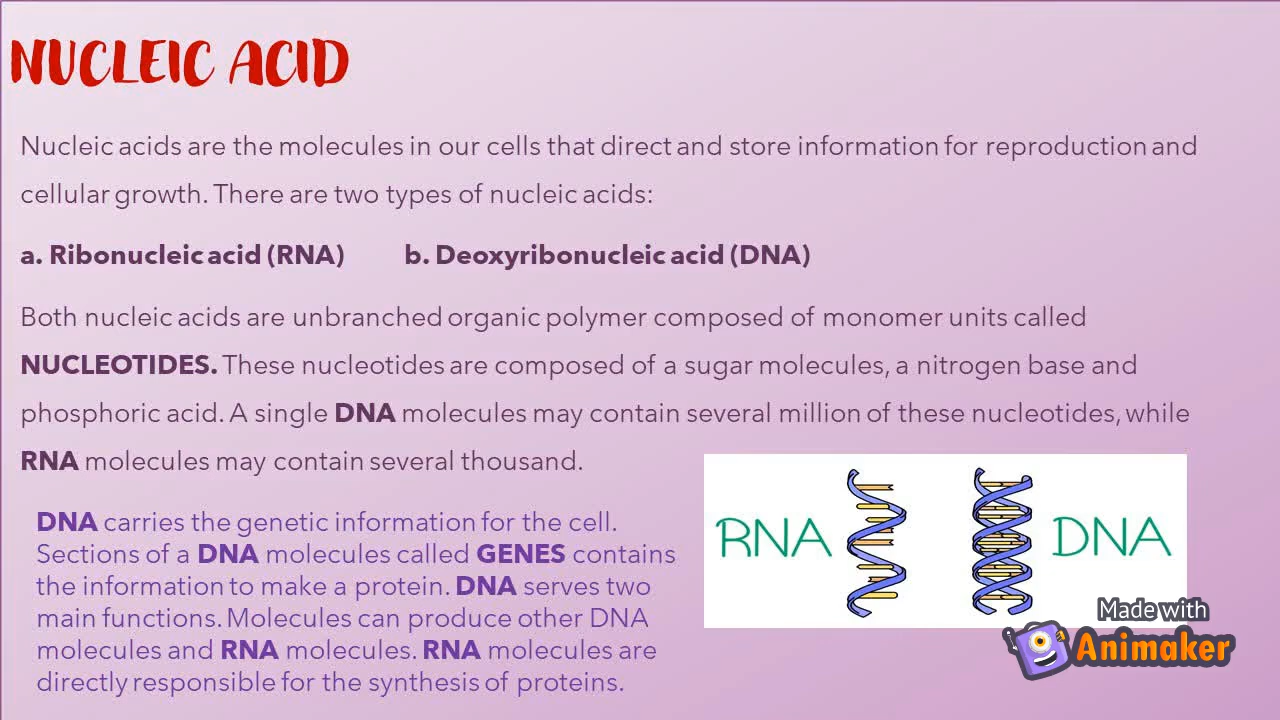 NUCLEIC ACID
Nucleic acids are the molecules in our cells that direct and store information for reproduction and
cellular growth. There are two types of nucleic acids:
a. Ribonucleic acid (RNA) b. Deoxyribonucleic acid (DNA)
Both nucleic acids are unbranched organic polymer composed of monomer units called
NUCLEOTIDES. These nucleotides are composed of a sugar molecules, a nitrogen base and
phosphoric acid. A single DNA molecules may contain several million of these nucleotides, while
RNA molecules may contain several thousand.
DNA carries the genetic information for the cell.
Sections of a DNA molecules called GENES contains
the information to make a protein. DNA serves two
main functions. Molecules can produce other DNA
molecules and RNA molecules. RNA molecules are
directly responsible for the synthesis of proteins.
RNA DNA
Made with
Animaker